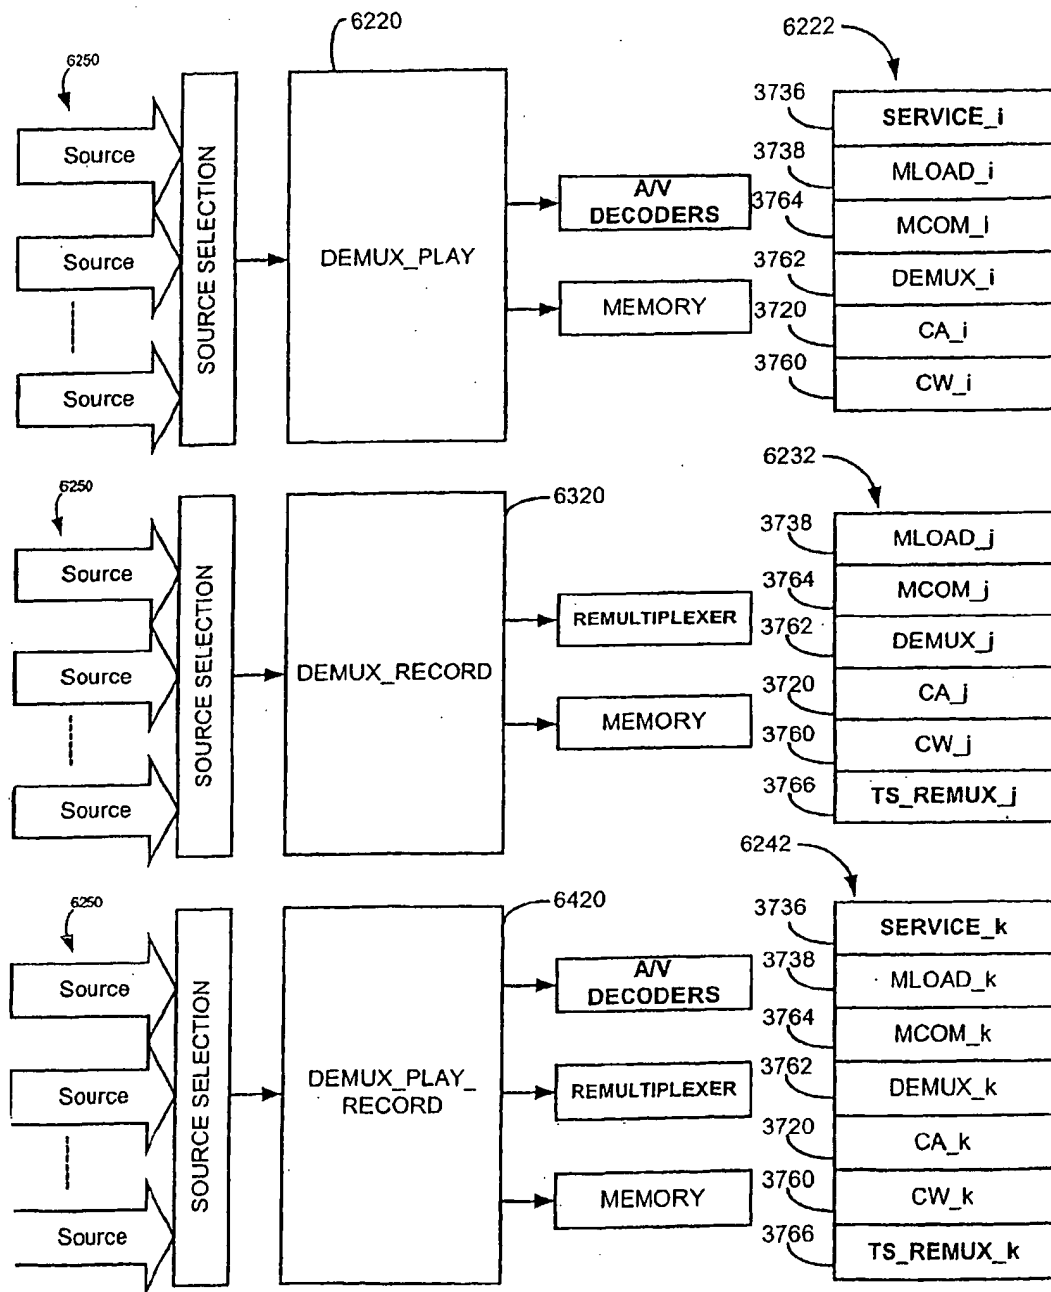 6220
6222
6250
3736
SERVICE_i
Source
SOURCE SELECTION
3738
MLOAD_i
A/V
DECODERS
3764
MCOM_i
Source
DEMUX_PLAY
3762
DEMUX_i
MEMORY
3720
CA_i
3760
CW_i
Source
6232
6250
6320
3738
MLOAD_j
Source
SOURCE SELECTION
3764
MCOM_j
REMULTIPLEXER
3762
DEMUX_j
Source
DEMUX_RECORD
3720
CA_j
MEMORY
3760
CW_j
3766
TS_REMUX_j
Source
6242
6250
6420
3736
SERVICE_k
A/V
DECODERS
3738
MLOAD_k
Source
SOURCE SELECTION
3764
MCOM_k
DEMUX_PLAY_
RECORD
REMULTIPLEXER
3762
DEMUX_k
Source
3720
CA_k
MEMORY
3760
CW_k
Source
3766
TS_REMUX_k